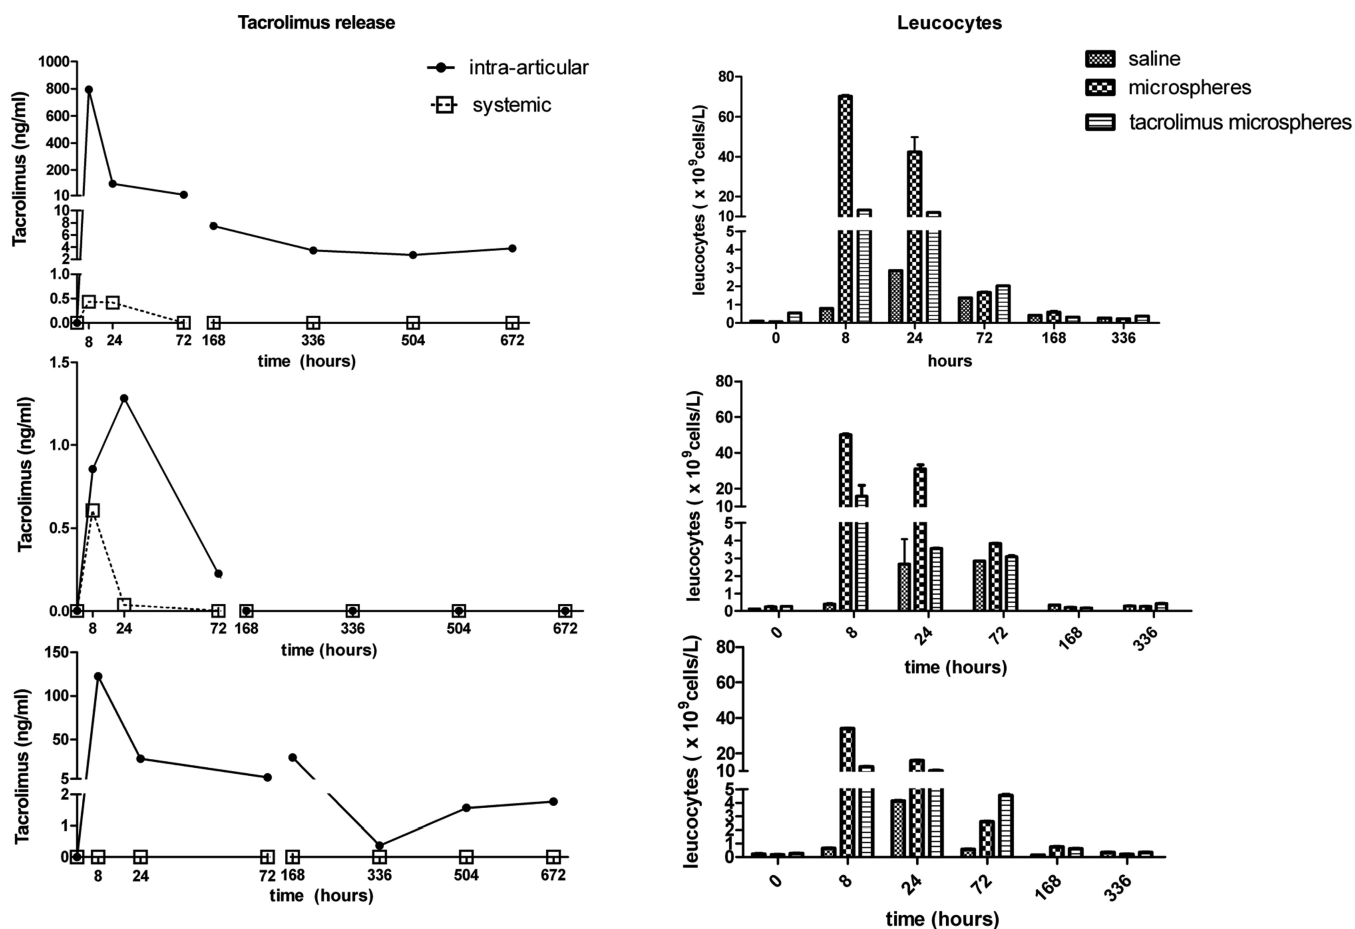 Tacrolimus release
Leucocytes
intra-articular
systemic
saline
microspheres
tacrolimus microspheres
Tacrolimus (ng/ml)
1000
800
600
400
200
10
10
8
6
4
2
1.0
0.5
0.0
8 24 72 168 336 504 672
time (hours)
leucocytes ( x 10⁹cells/L)
80
60
40
20
10
5
4
3
2
1
0
0 8 24 72 168 336
hours
Tacrolimus (ng/ml)
1.5
1.0
0.5
0.0
8 24 72 168 336 504 672
time (hours)
leucocytes ( x 10⁹cells/L)
80
60
40
20
10
5
4
3
2
1
0
0 8 24 72 168 336
time (hours)
Tacrolimus (ng/ml)
150
100
50
5
2
1
0
8 24 72 168 336 504 672
time (hours)
leucocytes ( x 10⁹cells/L)
80
60
40
20
10
5
4
3
2
1
0
0 8 24 72 168 336
time (hours)